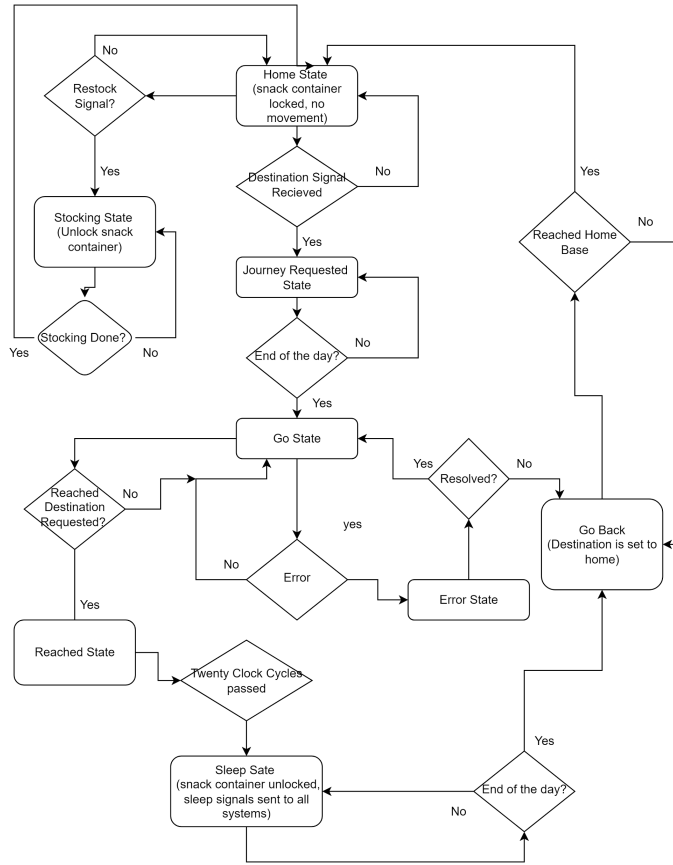 No
Restock
Signal?
Home State
(snack container
locked, no
movement)
Yes
No
Destination Signal
Recieved
Yes
Stocking State
(Unlock snack
container)
Journey Requested
State
Yes
Reached Home
Base
No
Stocking Done?
Yes
No
End of the day?
No
Yes
Go State
Reached
Destination
Requested?
No
Yes
Resolved?
No
yes
Go Back
(Destination is set to
home)
No
Error
Error State
Yes
Reached State
Twenty Clock Cycles
passed
Sleep Sate
(snack container unlocked,
sleep signals sent to all
systems)
Yes
End of the day?
No